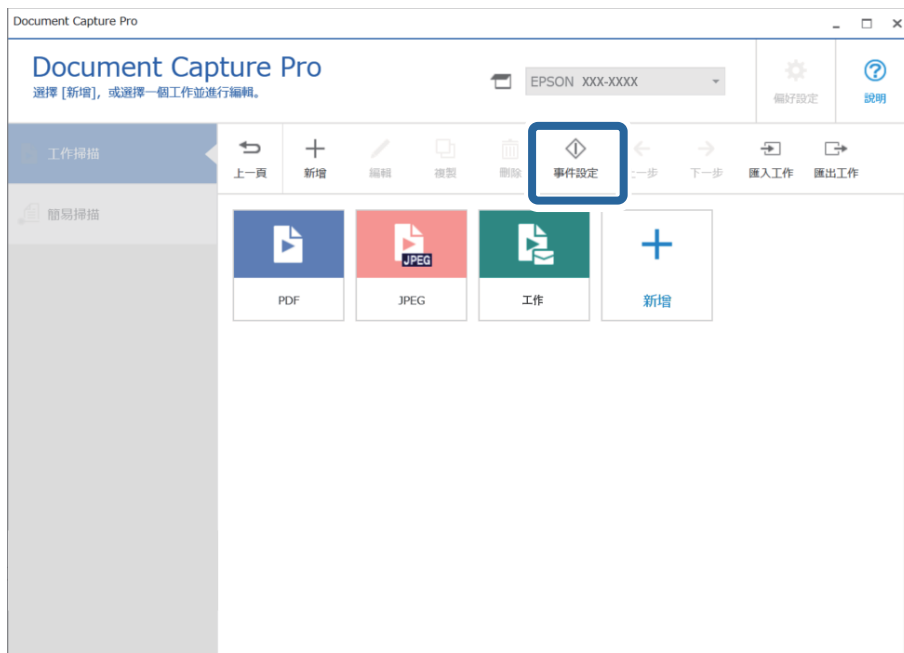 Document Capture Pro
Document Capture Pro
選擇 [新增]，或選擇一個工作並進行編輯。
EPSON XXX-XXXX
偏好設定
說明
工作掃描
簡易掃描
上一頁
新增
編輯
複製
刪除
事件設定
上一步
下一步
匯入工作
匯出工作
PDF
JPEG
JPEG
工作
新增